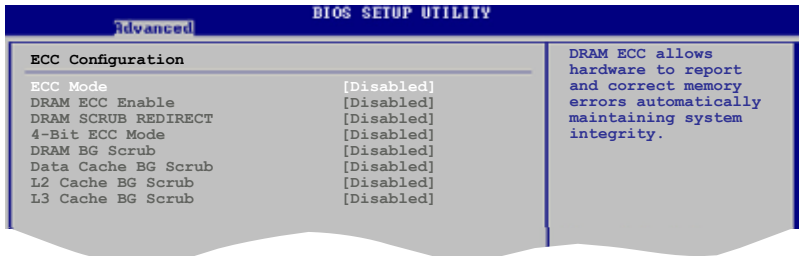 BIOS SETUP UTILITY
Advanced
ECC Configuration
ECC Mode [Disabled]
DRAM ECC Enable [Disabled]
DRAM SCRUB REDIRECT [Disabled]
4-Bit ECC Mode [Disabled]
DRAM BG Scrub [Disabled]
Data Cache BG Scrub [Disabled]
L2 Cache BG Scrub [Disabled]
L3 Cache BG Scrub [Disabled]
DRAM ECC allows
hardware to report
and correct memory
errors automatically
maintaining system
integrity.